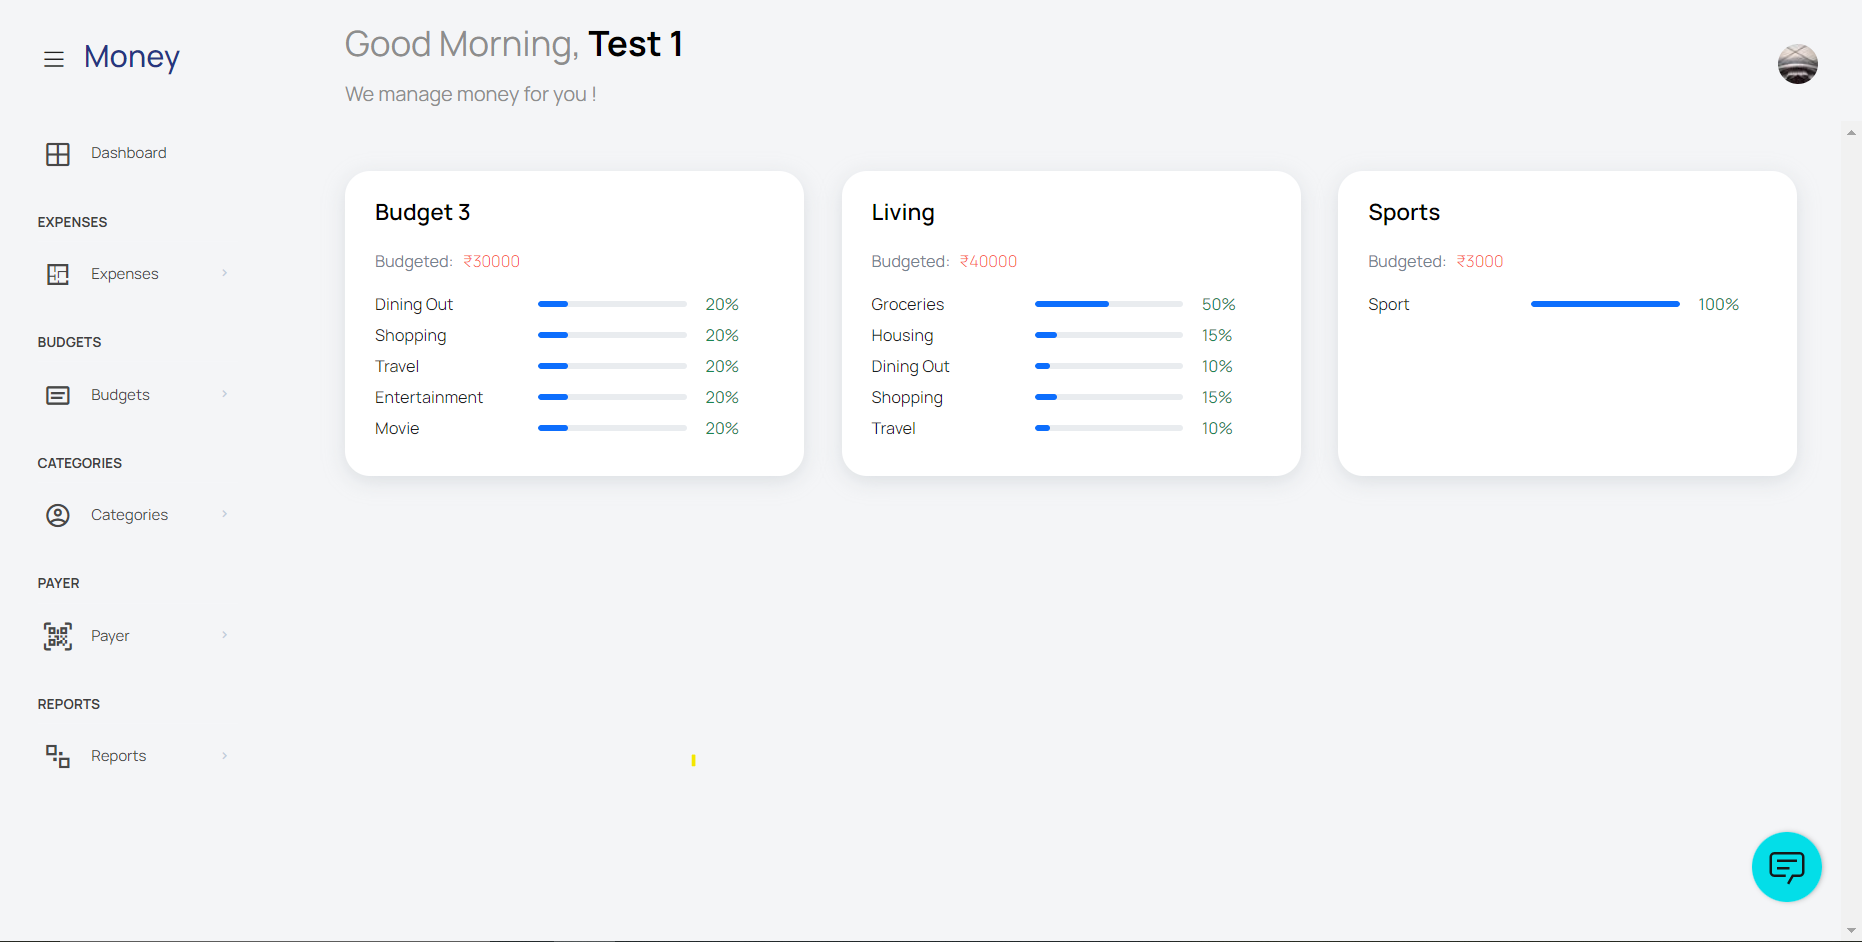 Money
Dashboard
EXPENSES
Expenses
BUDGETS
Budgets
CATEGORIES
Categories
PAYER
Payer
REPORTS
Reports
Good Morning, Test 1
We manage money for you !
Budget 3
Budgeted: ₹30000
Dining Out 20%
Shopping 20%
Travel 20%
Entertainment 20%
Movie 20%
Living
Budgeted: ₹40000
Groceries 50%
Housing 15%
Dining Out 10%
Shopping 15%
Travel 10%
Sports
Budgeted: ₹3000
Sport 100%